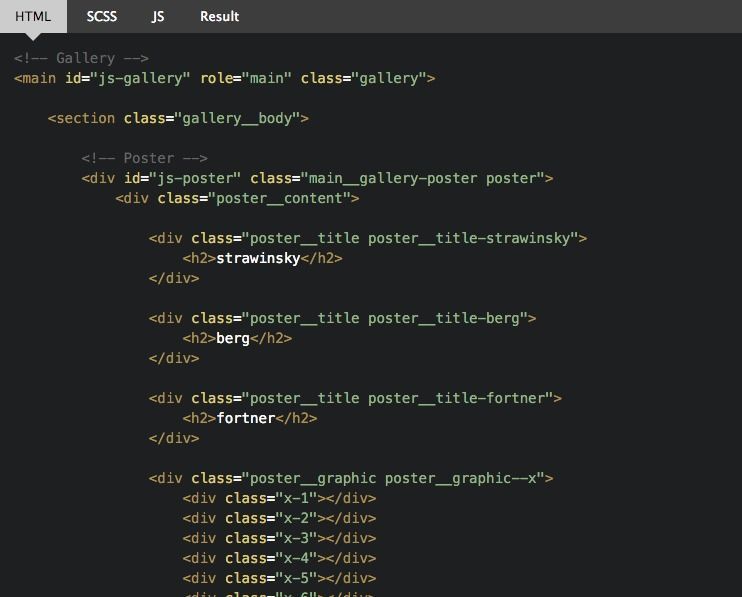 HTML SCSS JS Result
<!-- Gallery -->
<main id="js-gallery" role="main" class="gallery">
<section class="gallery__body">
<!-- Poster -->
<div id="js-poster" class="main__gallery-poster poster">
<div class="poster__content">
<div class="poster__title poster__title-strawinsky">
<h2>strawinsky</h2>
</div>
<div class="poster__title poster__title-berg">
<h2>berg</h2>
</div>
<div class="poster__title poster__title-fortner">
<h2>fortner</h2>
</div>
<div class="poster__graphic poster__graphic--x">
<div class="x-1"></div>
<div class="x-2"></div>
<div class="x-3"></div>
<div class="x-4"></div>
<div class="x-5"></div>
<div class="x-6"></div>